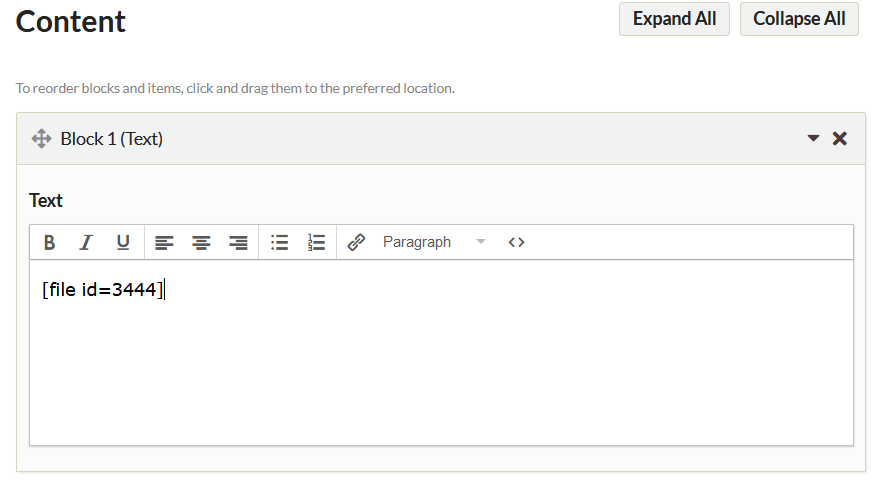 Content
Expand All
Collapse All
To reorder blocks and items, click and drag them to the preferred location.
Block 1 (Text)
Text
B I U Paragraph
[file id=3444]